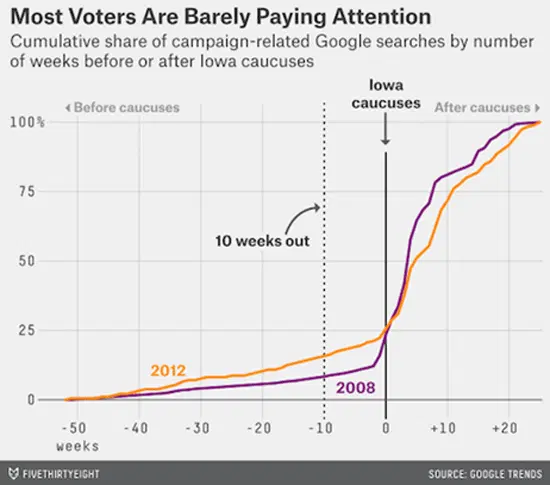 Most Voters Are Barely Paying Attention
Cumulative share of campaign-related Google searches by number
of weeks before or after Iowa caucuses
Before caucuses
Iowa
caucuses
After caucuses
100%
75
10 weeks out
50
25
2012
2008
0
-50 -40 -30 -20 -10 0 +10 +20
weeks
FIVETHIRTYEIGHT SOURCE: GOOGLE TRENDS